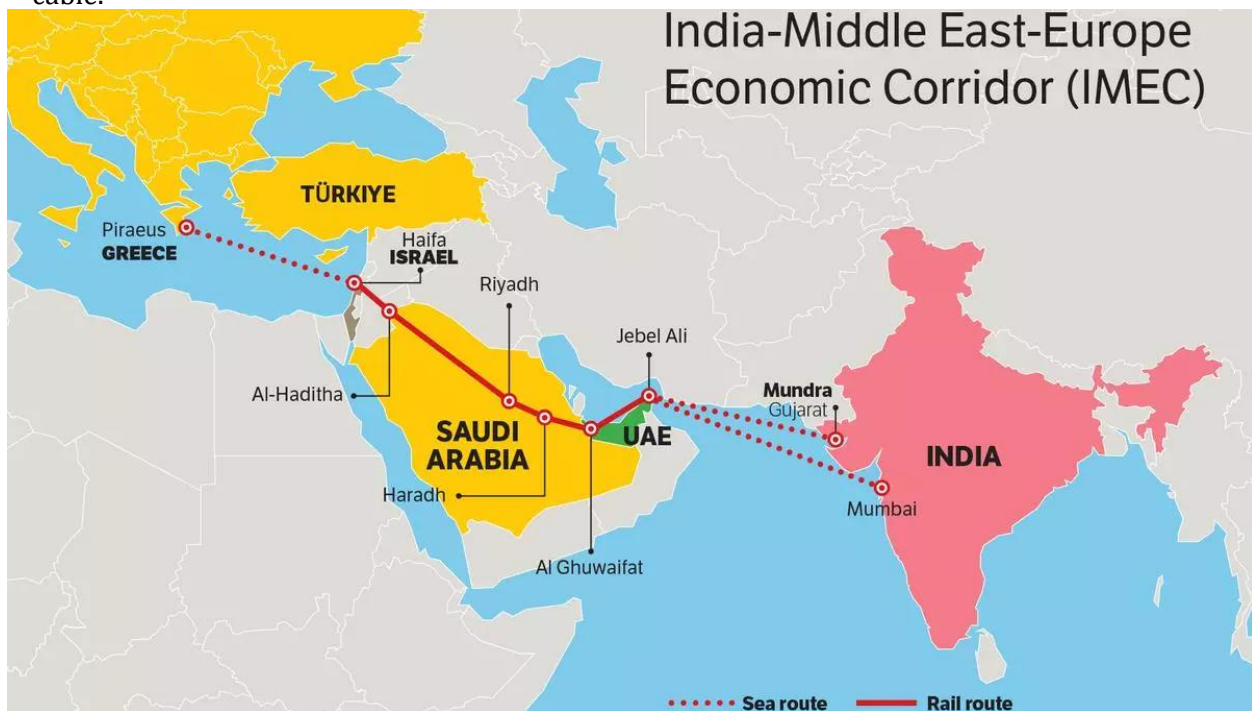 India-Middle East-Europe
Economic Corridor (IMEC)
TÜRKIYE
Piraeus
GREECE
Haifa
ISRAEL
Riyadh
Jebel Ali
Al-Haditha
Mundra
Gujarat
SAUDI
ARABIA
UAE
INDIA
Haradh
Mumbai
Al Ghuwaifat
Sea route
Rail route